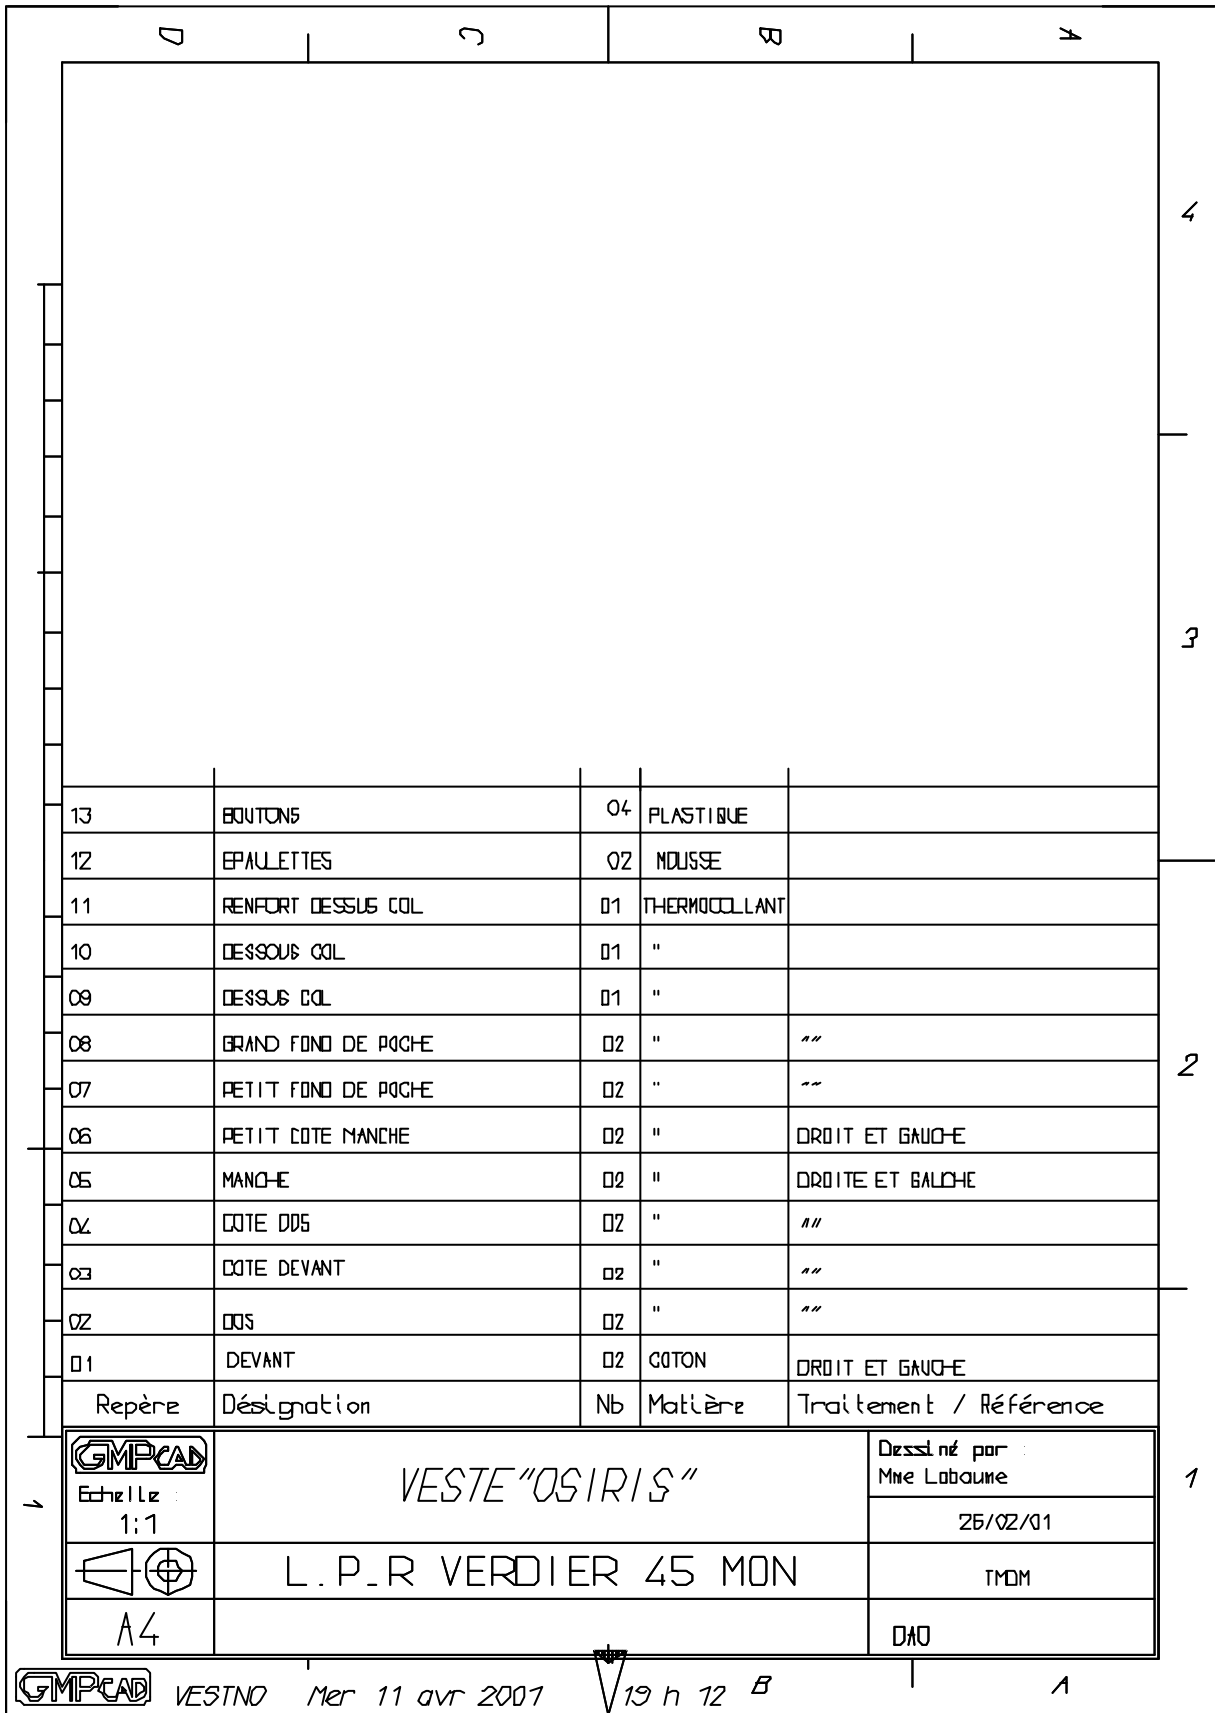 D C B A
4
3
13 BOUTONS 04 PLASTIQUE
12 EPAULETTES 02 MOUSSE
11 RENFORT DESSUS COL 01 THERMOCOLLANT
10 DESSOUS COL 01 "
09 DESSUS COL 01 "
08 GRAND FOND DE POCHE 02 " ""
2
07 PETIT FOND DE POCHE 02 " ""
06 PETIT COTE MANCHE 02 " DROIT ET GAUCHE
05 MANCHE 02 " DROITE ET GAUCHE
04 COTE DOS 02 " ""
03 COTE DEVANT 02 " ""
02 DOS 02 " ""
01 DEVANT 02 COTON DROIT ET GAUCHE
Repère Désignation Nb Matière Traitement / Référence
GMPCAD
VESTE "OSIRIS"
Dessiné par :
Mme Labaume
Echelle :
1:1
26/02/01
1
1
L.P_R VERDIER 45 MON
TMDM
A4
DAO
GMPCAD VESTNO Mer 11 avr 2001 19 h 12 B A